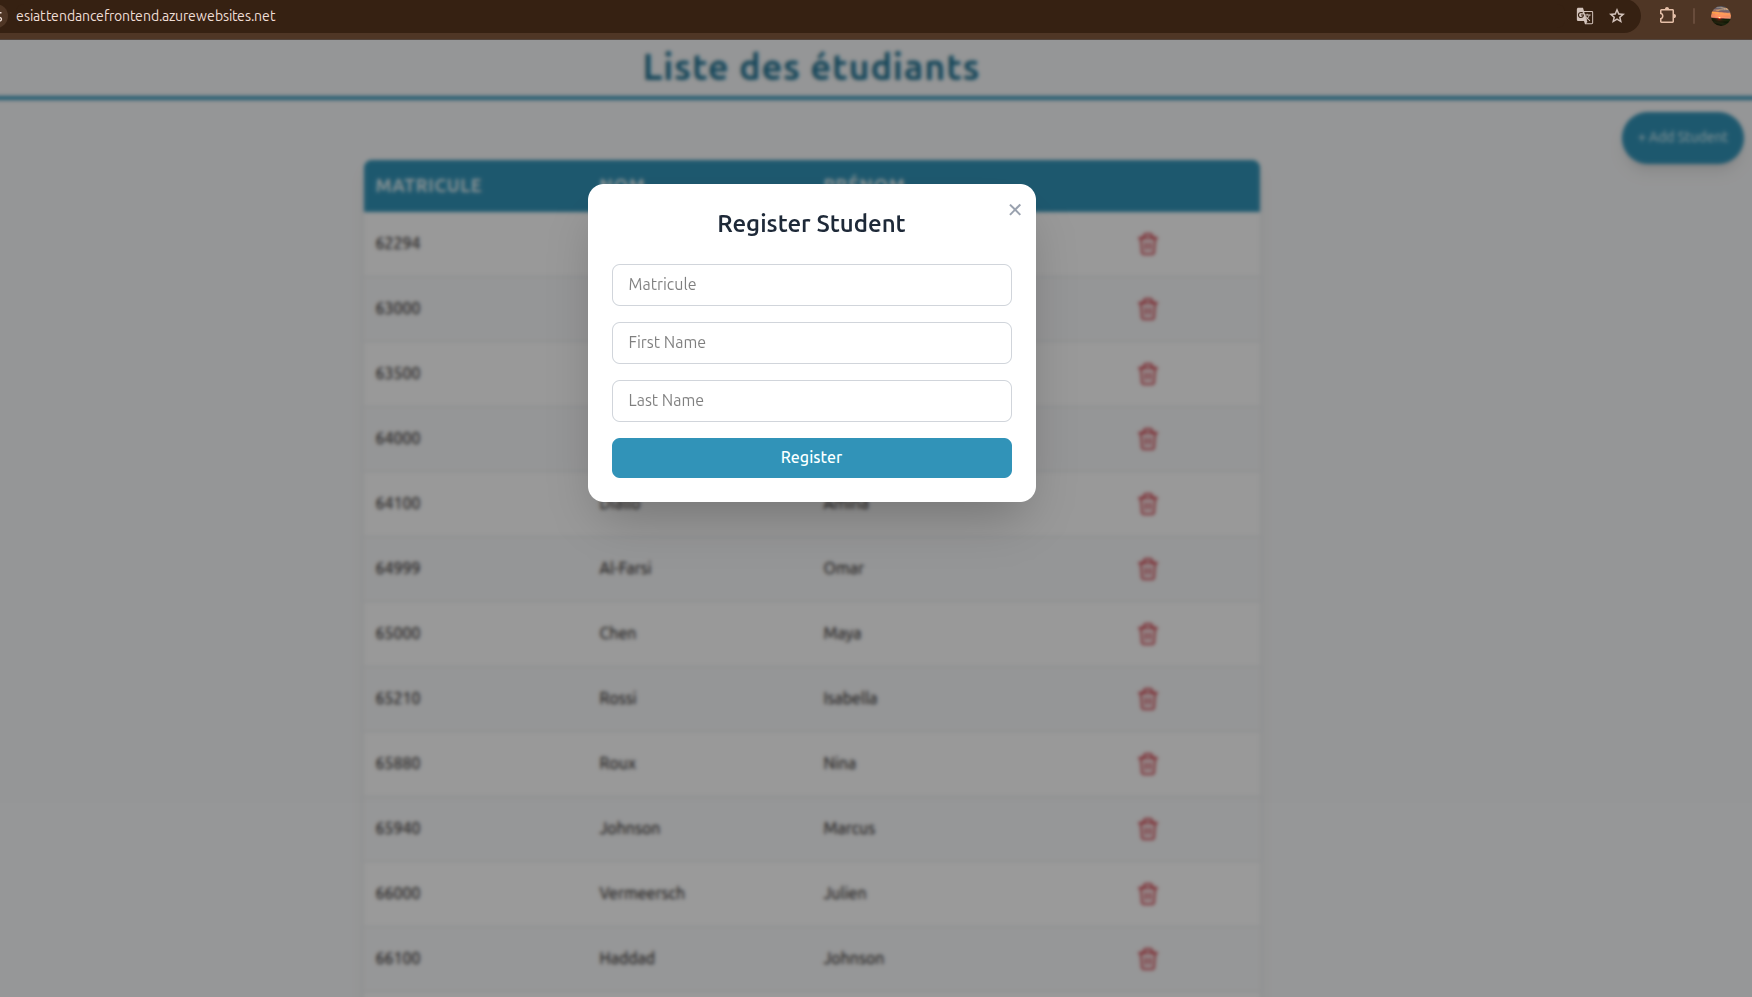 esiattendancefrontend.azurewebsites.net
Liste des étudiants
+ Add Student
MATRICULE NOM PRÉNOM
Register Student
Matricule
First Name
Last Name
Register
62294
63000
63500
64000
64100 Diallo Amina
64999 Al-Farsi Omar
65000 Chen Maya
65210 Rossi Isabella
65880 Roux Nina
65940 Johnson Marcus
66000 Vermeersch Julien
66100 Haddad Johnson